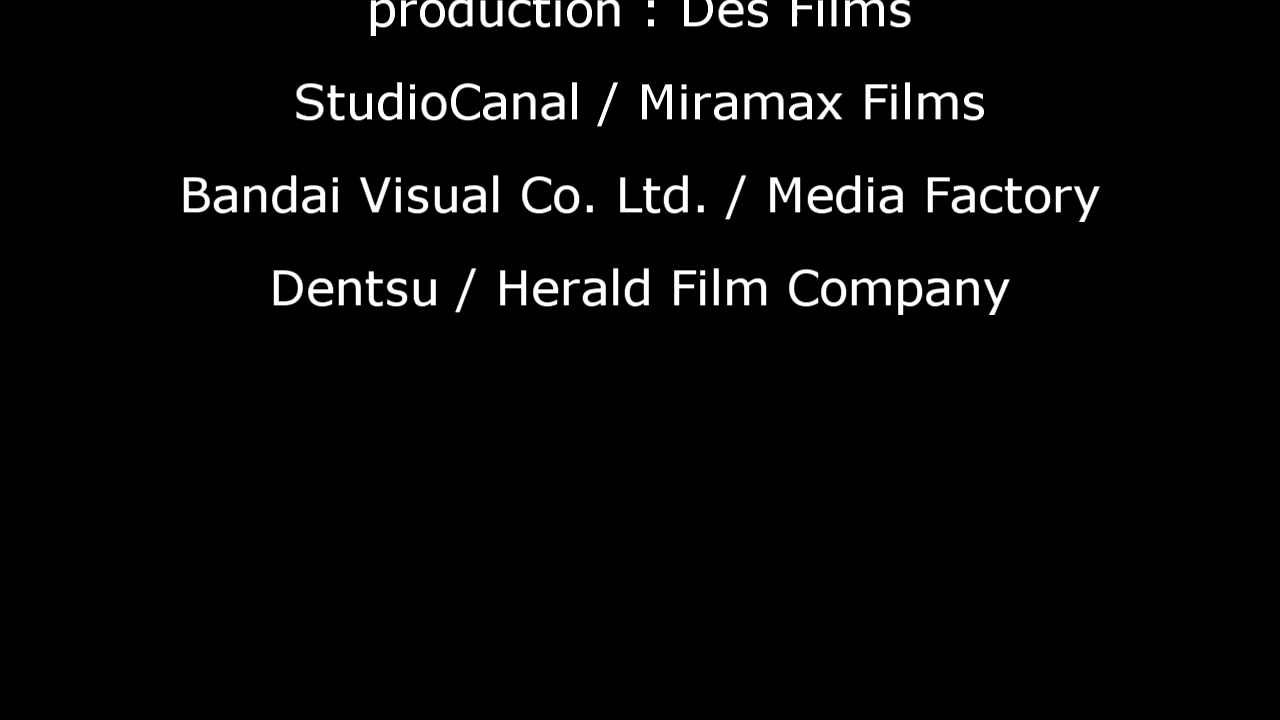 production : Des Films
StudioCanal / Miramax Films
Bandai Visual Co. Ltd. / Media Factory
Dentsu / Herald Film Company